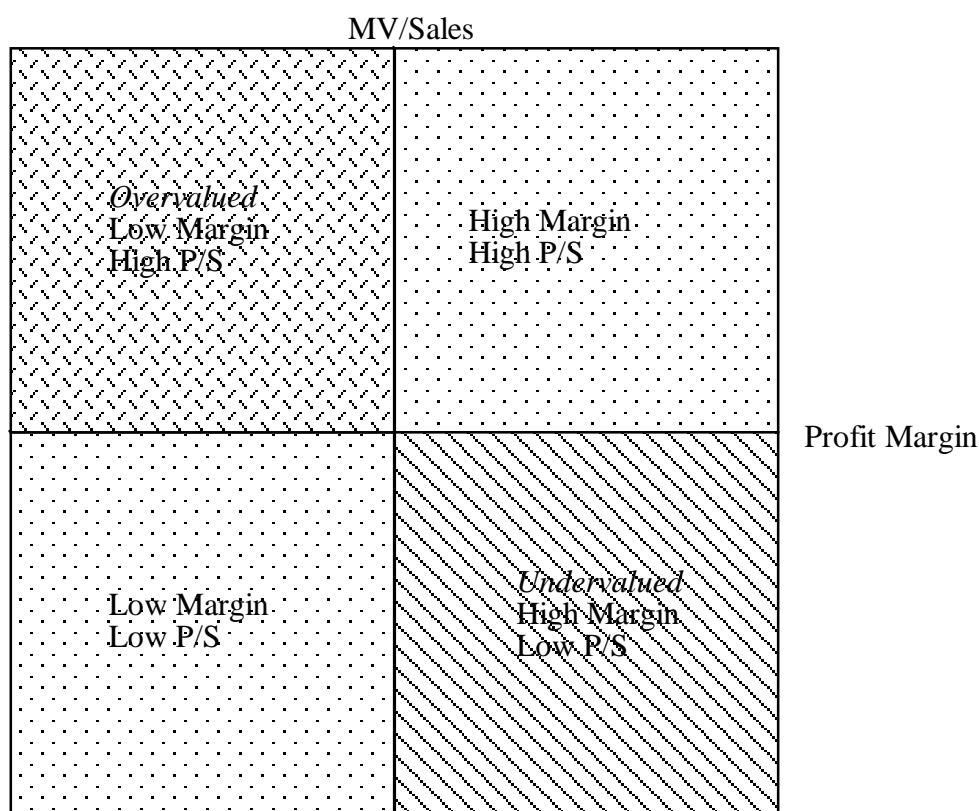 MV/Sales
Overvalued
Low Margin
High P/S
High Margin
High P/S
Profit Margin
Low Margin
Low P/S
Undervalued
High Margin
Low P/S